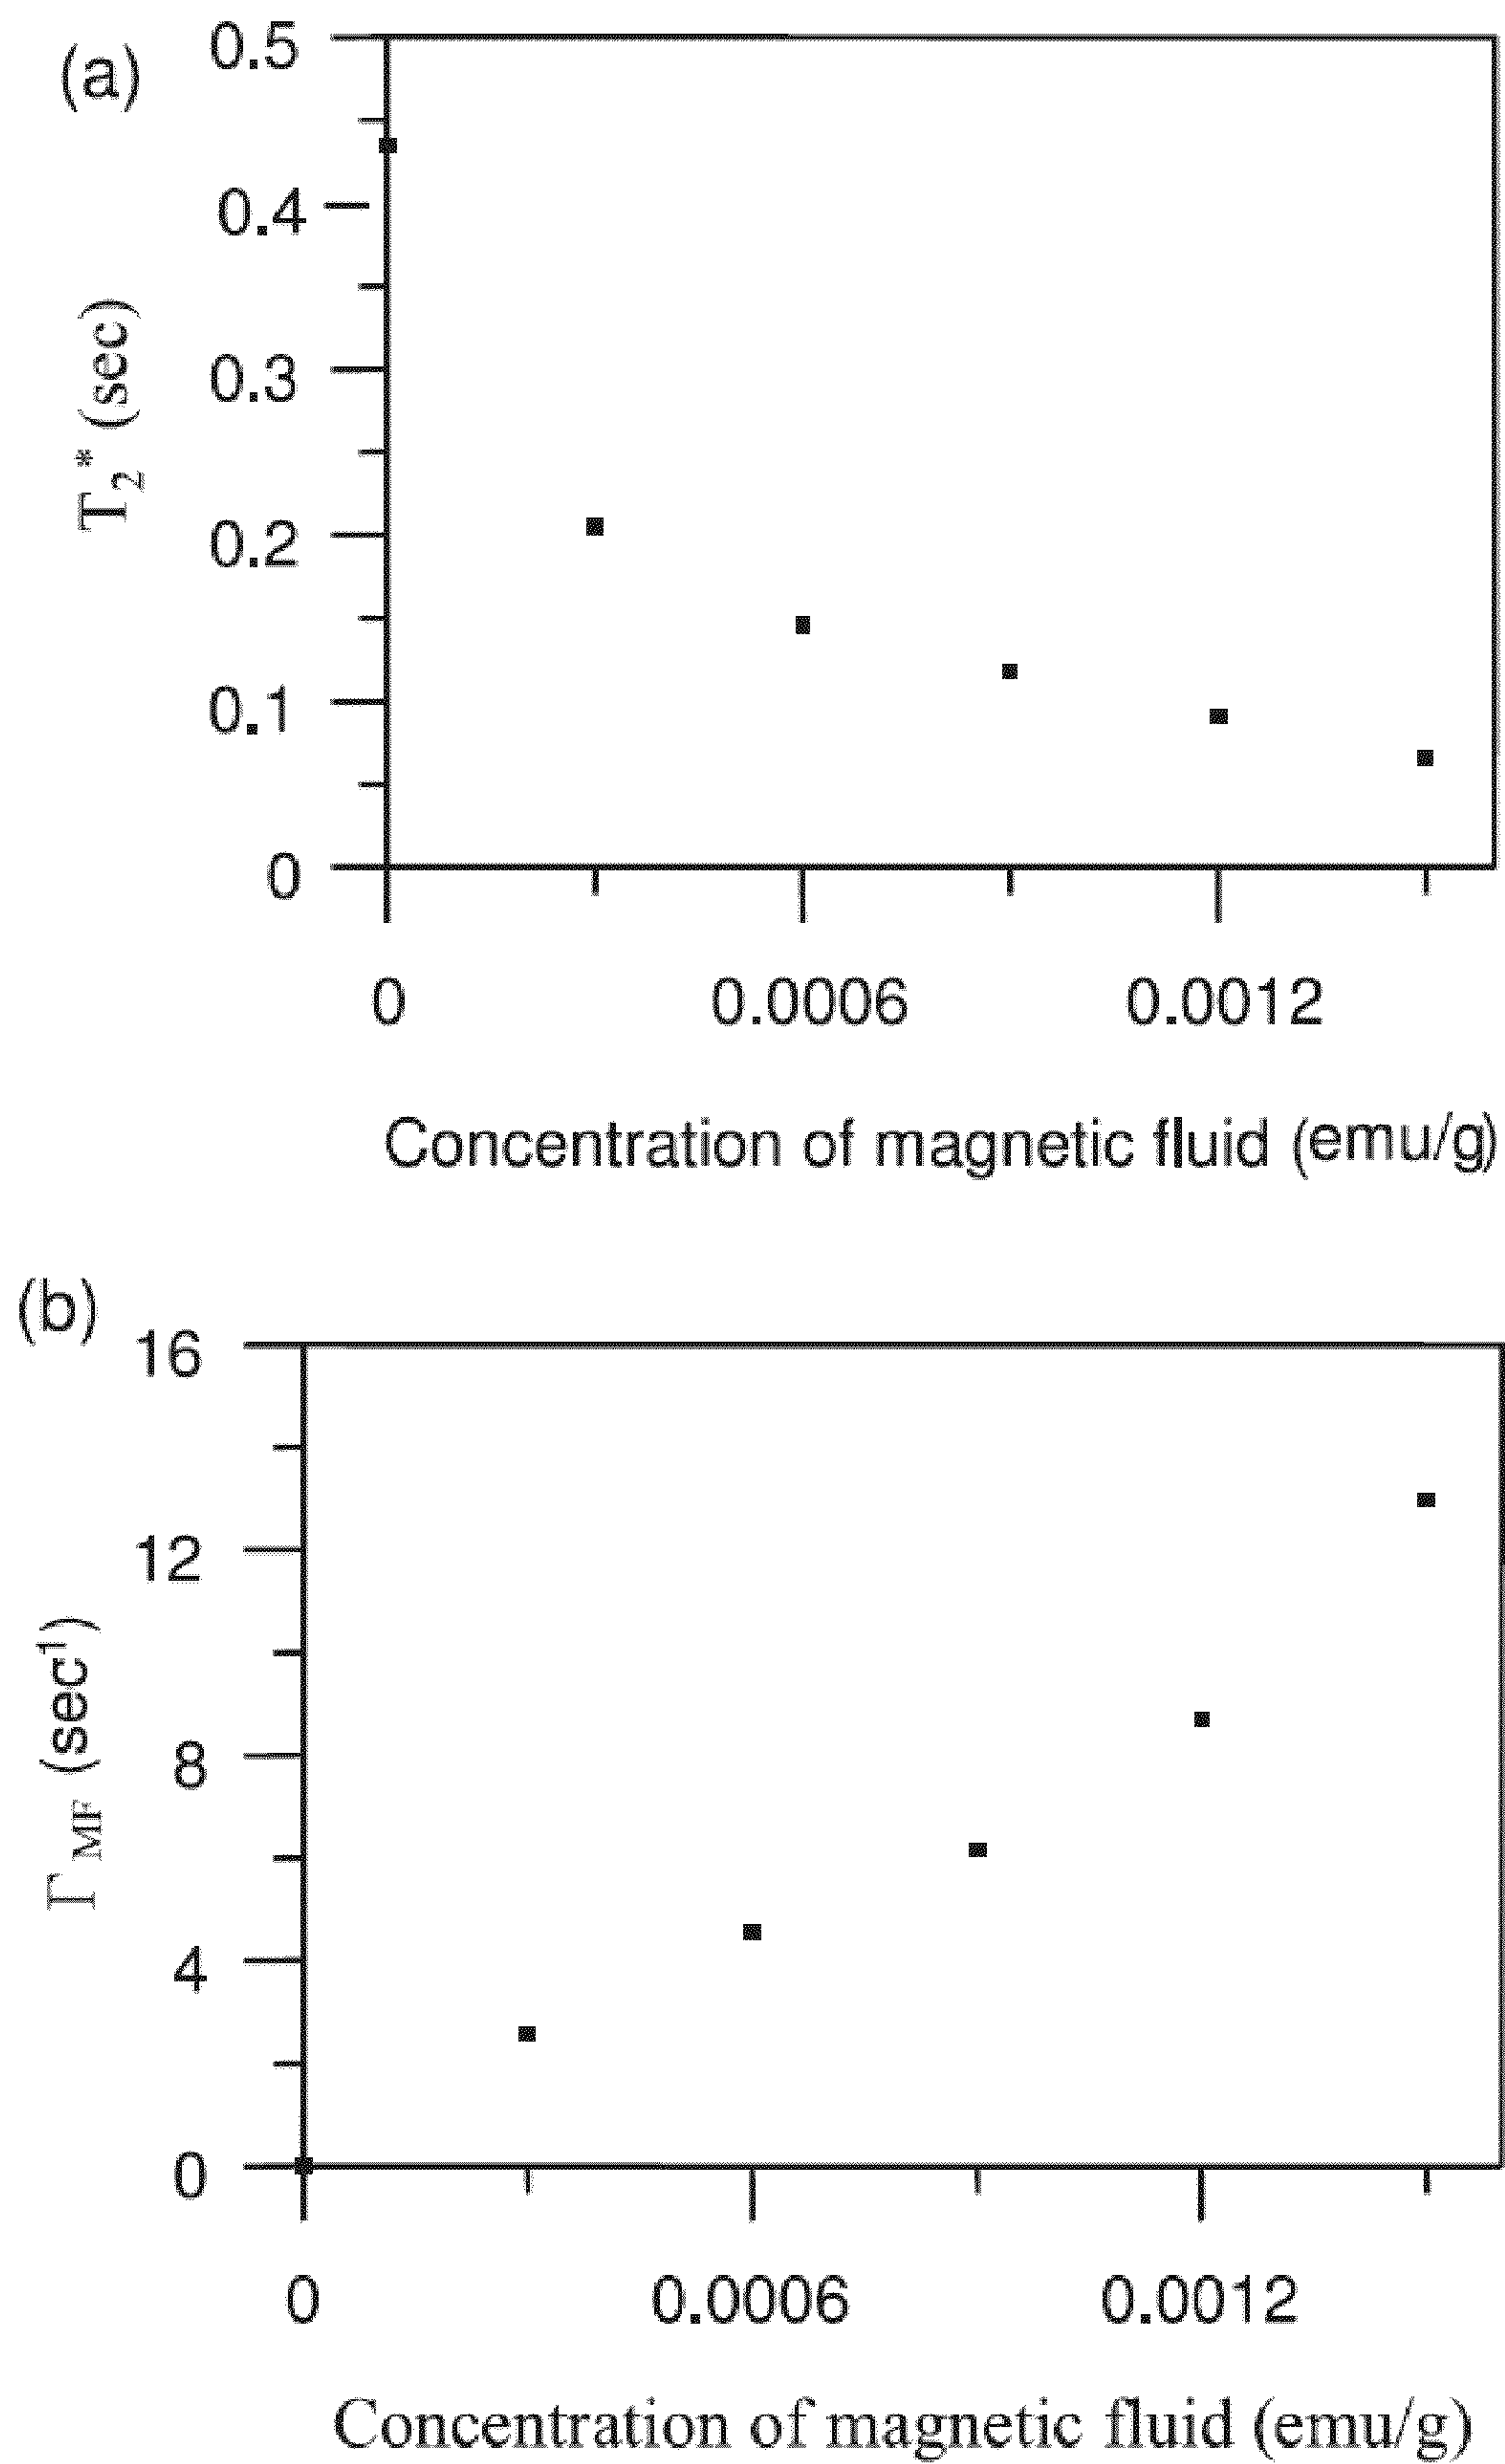 (a)
0.5
0.4
0.3
0.2
0.1
0
T₂* (sec)
0 0.0006 0.0012
Concentration of magnetic fluid (emu/g)
(b)
16
12
8
4
0
Γ_MF (sec¹)
0 0.0006 0.0012
Concentration of magnetic fluid (emu/g)